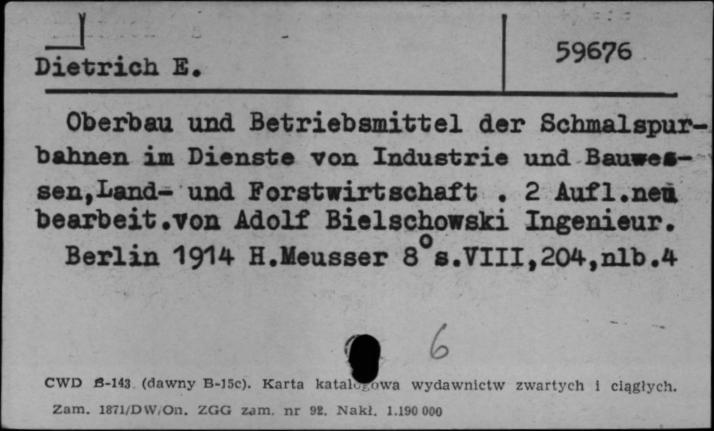 59676
Dietrich E.
Oberbau und Betriebsmittel der Schmalspur-
bahnen im Dienste von Industrie und Bauwes-
sen,Land- und Forstwirtschaft . 2 Aufl.neu
bearbeit.von Adolf Bielschowski Ingenieur.
Berlin 1914 H.Meusser 8° s.VIII,204,nlb.4
6
CWD B-143 (dawny B-15c). Karta katalogowa wydawnictw zwartych i ciągłych.
Zam. 1871/DW/On. ZGG zam. nr 92. Nakł. 1.190 000